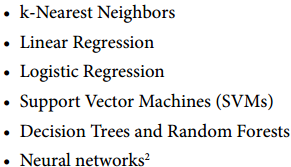 • k-Nearest Neighbors
• Linear Regression
• Logistic Regression
• Support Vector Machines (SVMs)
• Decision Trees and Random Forests
• Neural networks²